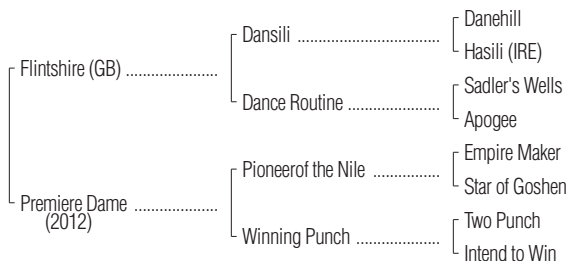 Danehill
Dansili ......................................
Hasili (IRE)
Flintshire (GB) ........................
Sadler's Wells
Dance Routine .............................
Apogee
Empire Maker
Pioneerof the Nile ..................
Star of Goshen
Premiere Dame ......................
(2012)
Two Punch
Winning Punch ......................
Intend to Win